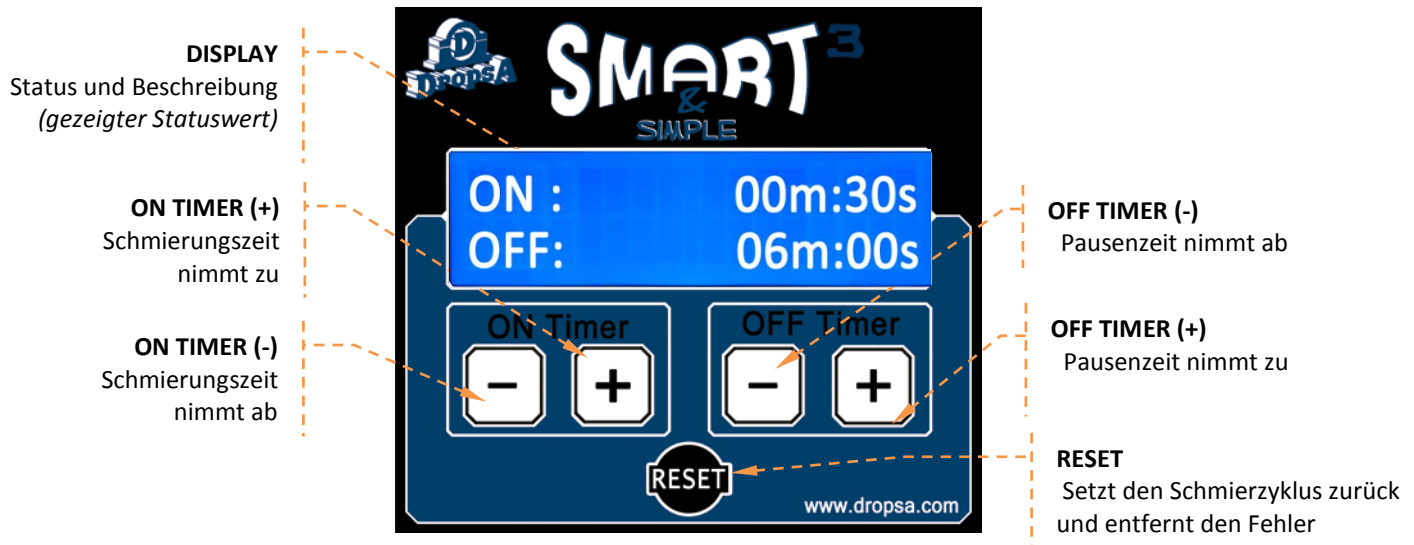 DISPLAY
Status und Beschreibung
(gezeigter Statuswert)
ON TIMER (+)
Schmierungszeit
nimmt zu
ON TIMER (-)
Schmierungszeit
nimmt ab
DROPSA
SMART3
&
SIMPLE
ON : 00m:30s
OFF: 06m:00s
ON Timer
OFF Timer
- +
- +
RESET
www.dropsa.com
OFF TIMER (-)
Pausenzeit nimmt ab
OFF TIMER (+)
Pausenzeit nimmt zu
RESET
Setzt den Schmierzyklus zurück
und entfernt den Fehler